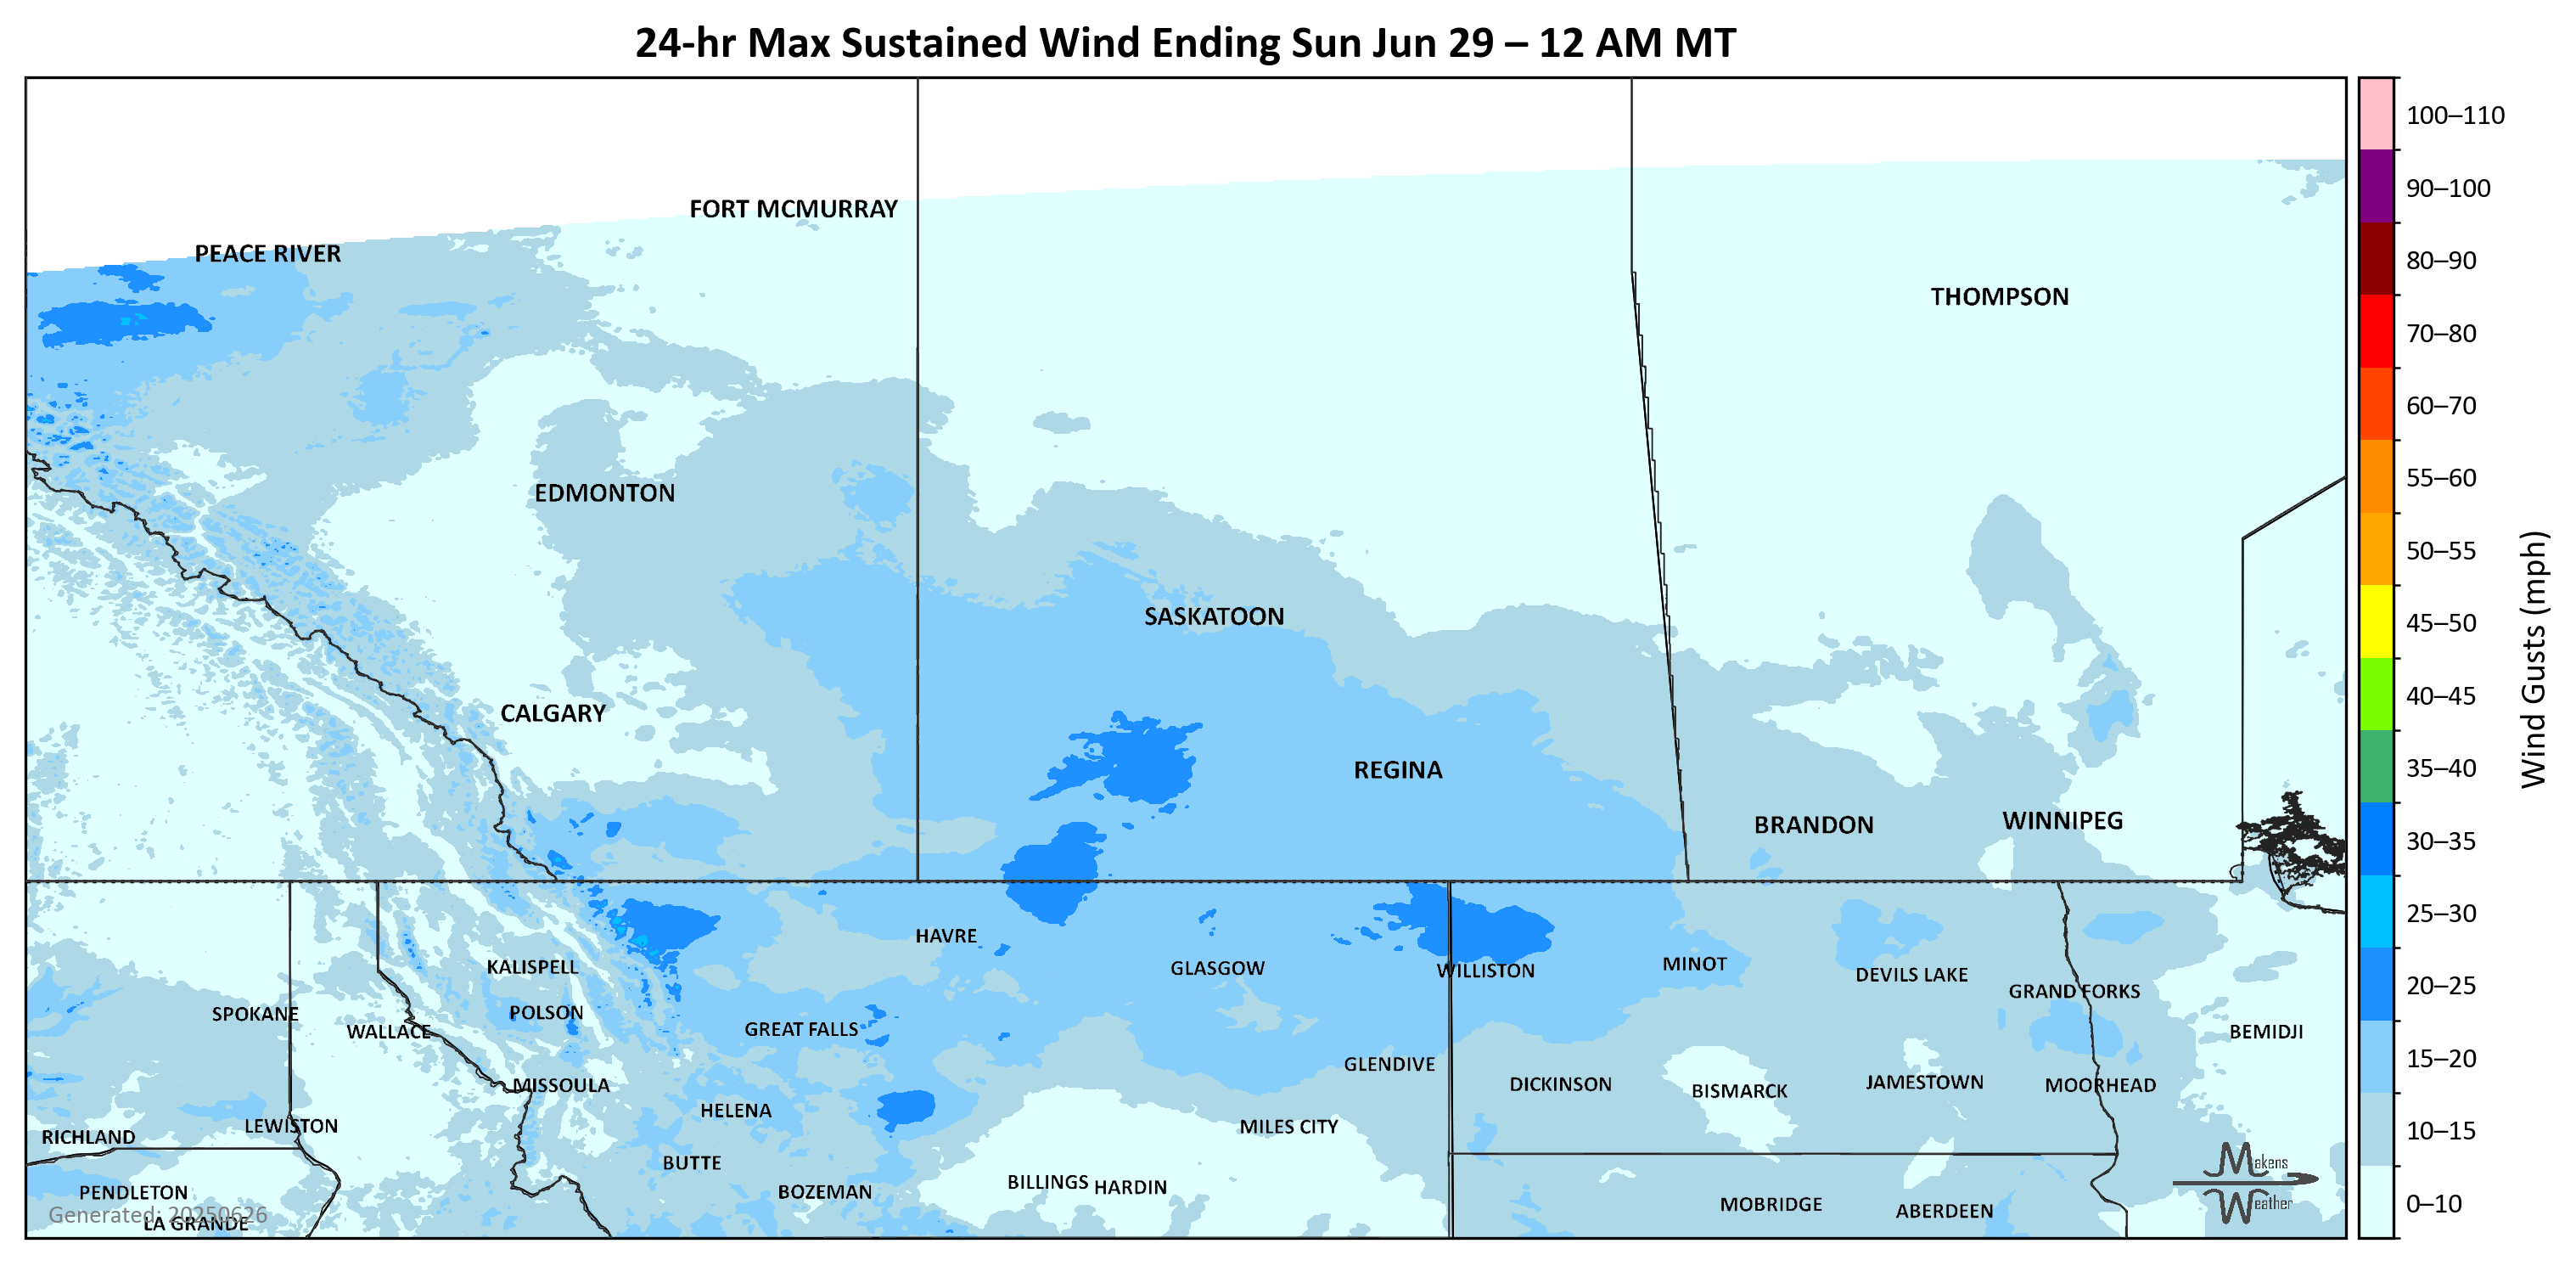 24-hr Max Sustained Wind Ending Sun Jun 29 – 12 AM MT
100–110
90–100
80–90
70–80
60–70
55–60
50–55
45–50
40–45
35–40
30–35
25–30
20–25
15–20
10–15
0–10
Wind Gusts (mph)
FORT MCMURRAY
PEACE RIVER
THOMPSON
EDMONTON
SASKATOON
CALGARY
REGINA
BRANDON
WINNIPEG
HAVRE
KALISPELL
GLASGOW
WILLISTON
MINOT
DEVILS LAKE
GRAND FORKS
SPOKANE
POLSON
WALLACE
GREAT FALLS
BEMIDJI
GLENDIVE
MISSOULA
DICKINSON
BISMARCK
JAMESTOWN
MOORHEAD
HELENA
LEWISTON
MILES CITY
RICHLAND
BUTTE
PENDLETON
BOZEMAN
BILLINGS
HARDIN
MOBRIDGE
ABERDEEN
LA GRANDE
Generated: 20250626
Makens
Weather